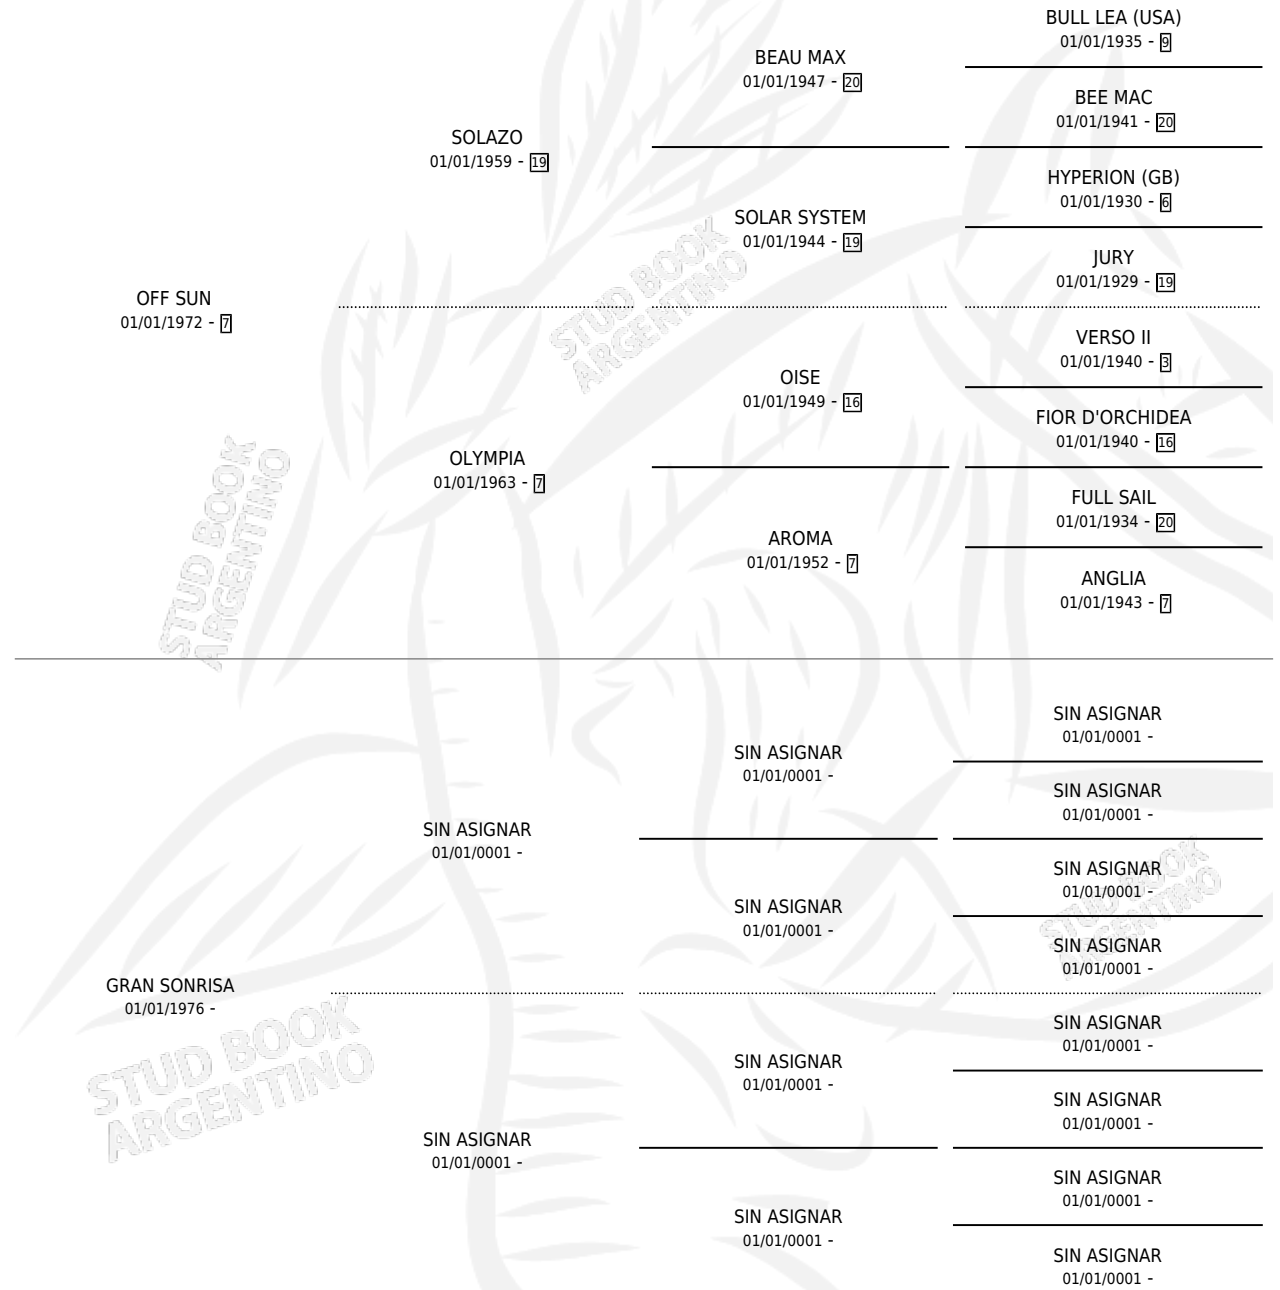 BULL LEA (USA)
01/01/1935 - 9
BEAU MAX
01/01/1947 - 20
BEE MAC
01/01/1941 - 20
SOLAZO
01/01/1959 - 19
HYPERION (GB)
01/01/1930 - 6
SOLAR SYSTEM
01/01/1944 - 19
JURY
01/01/1929 - 19
OFF SUN
01/01/1972 - 7
VERSO II
01/01/1940 - 3
OISE
01/01/1949 - 16
FIOR D'ORCHIDEA
01/01/1940 - 16
OLYMPIA
01/01/1963 - 7
FULL SAIL
01/01/1934 - 20
AROMA
01/01/1952 - 7
ANGLIA
01/01/1943 - 7
STUD BOOK
ARGENTINO
STUD BOOK
ARGENTINO
SIN ASIGNAR
01/01/0001 -
SIN ASIGNAR
01/01/0001 -
SIN ASIGNAR
01/01/0001 -
SIN ASIGNAR
01/01/0001 -
SIN ASIGNAR
01/01/0001 -
SIN ASIGNAR
01/01/0001 -
SIN ASIGNAR
01/01/0001 -
GRAN SONRISA
01/01/1976 -
SIN ASIGNAR
01/01/0001 -
SIN ASIGNAR
01/01/0001 -
SIN ASIGNAR
01/01/0001 -
SIN ASIGNAR
01/01/0001 -
SIN ASIGNAR
01/01/0001 -
SIN ASIGNAR
01/01/0001 -
SIN ASIGNAR
01/01/0001 -
STUD BOOK
ARGENTINO
STUD BOOK
ARGENTINO